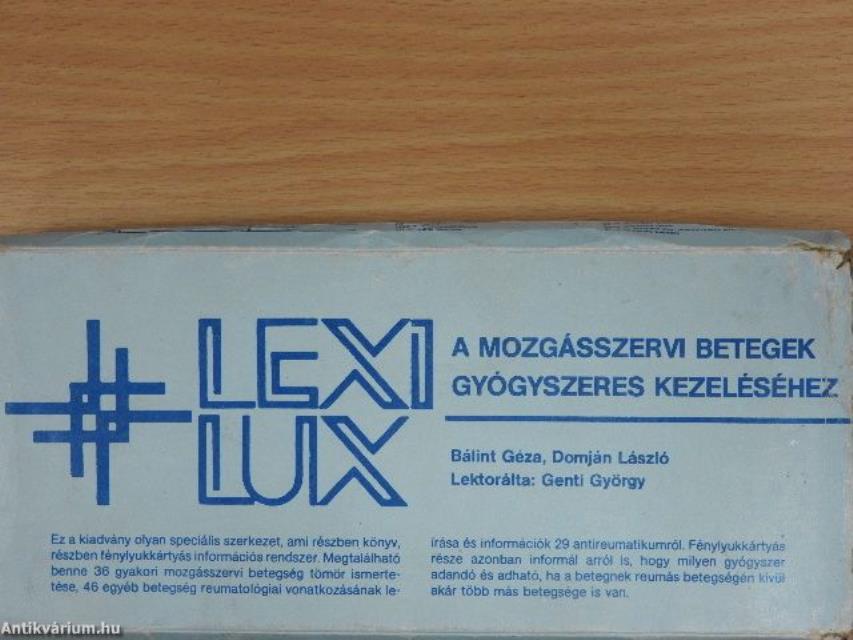 LEXI
LUX
A MOZGÁSSZERVI BETEGEK
GYÓGYSZERES KEZELÉSÉHEZ
Bálint Géza, Domján László
Lektorálta: Genti György
Ez a kiadvány olyan speciális szerkezet, ami részben könyv,
részben fénylyukkártyás információs rendszer. Megtalálható
benne 36 gyakori mozgásszervi betegség tömör ismerte-
tése, 46 egyéb betegség reumatológiai vonatkozásának le-
írása és információk 29 antireumatikumról. Fénylyukkártyás
része azonban informál arról is, hogy milyen gyógyszer
adandó és adható, ha a betegnek reumás betegségén kívül
akár több más betegsége is van.
Antikvárium.hu